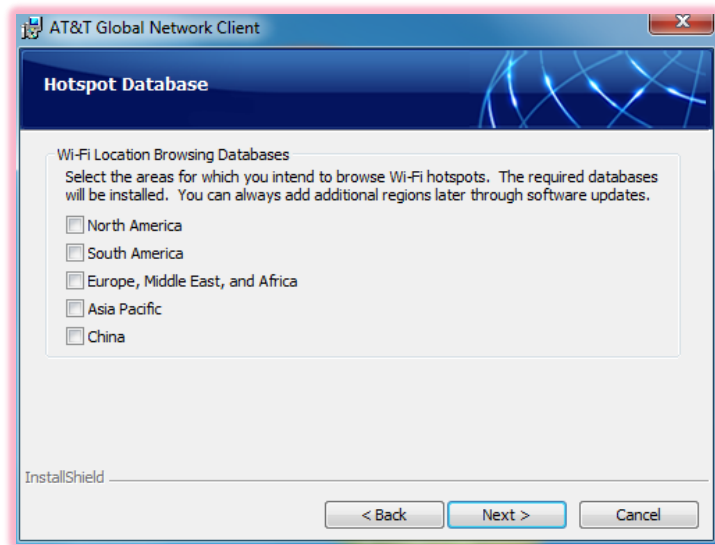 AT&T Global Network Client
Hotspot Database
Wi-Fi Location Browsing Databases
Select the areas for which you intend to browse Wi-Fi hotspots.  The required databases
will be installed.  You can always add additional regions later through software updates.
North America
South America
Europe, Middle East, and Africa
Asia Pacific
China
InstallShield
< Back
Next >
Cancel